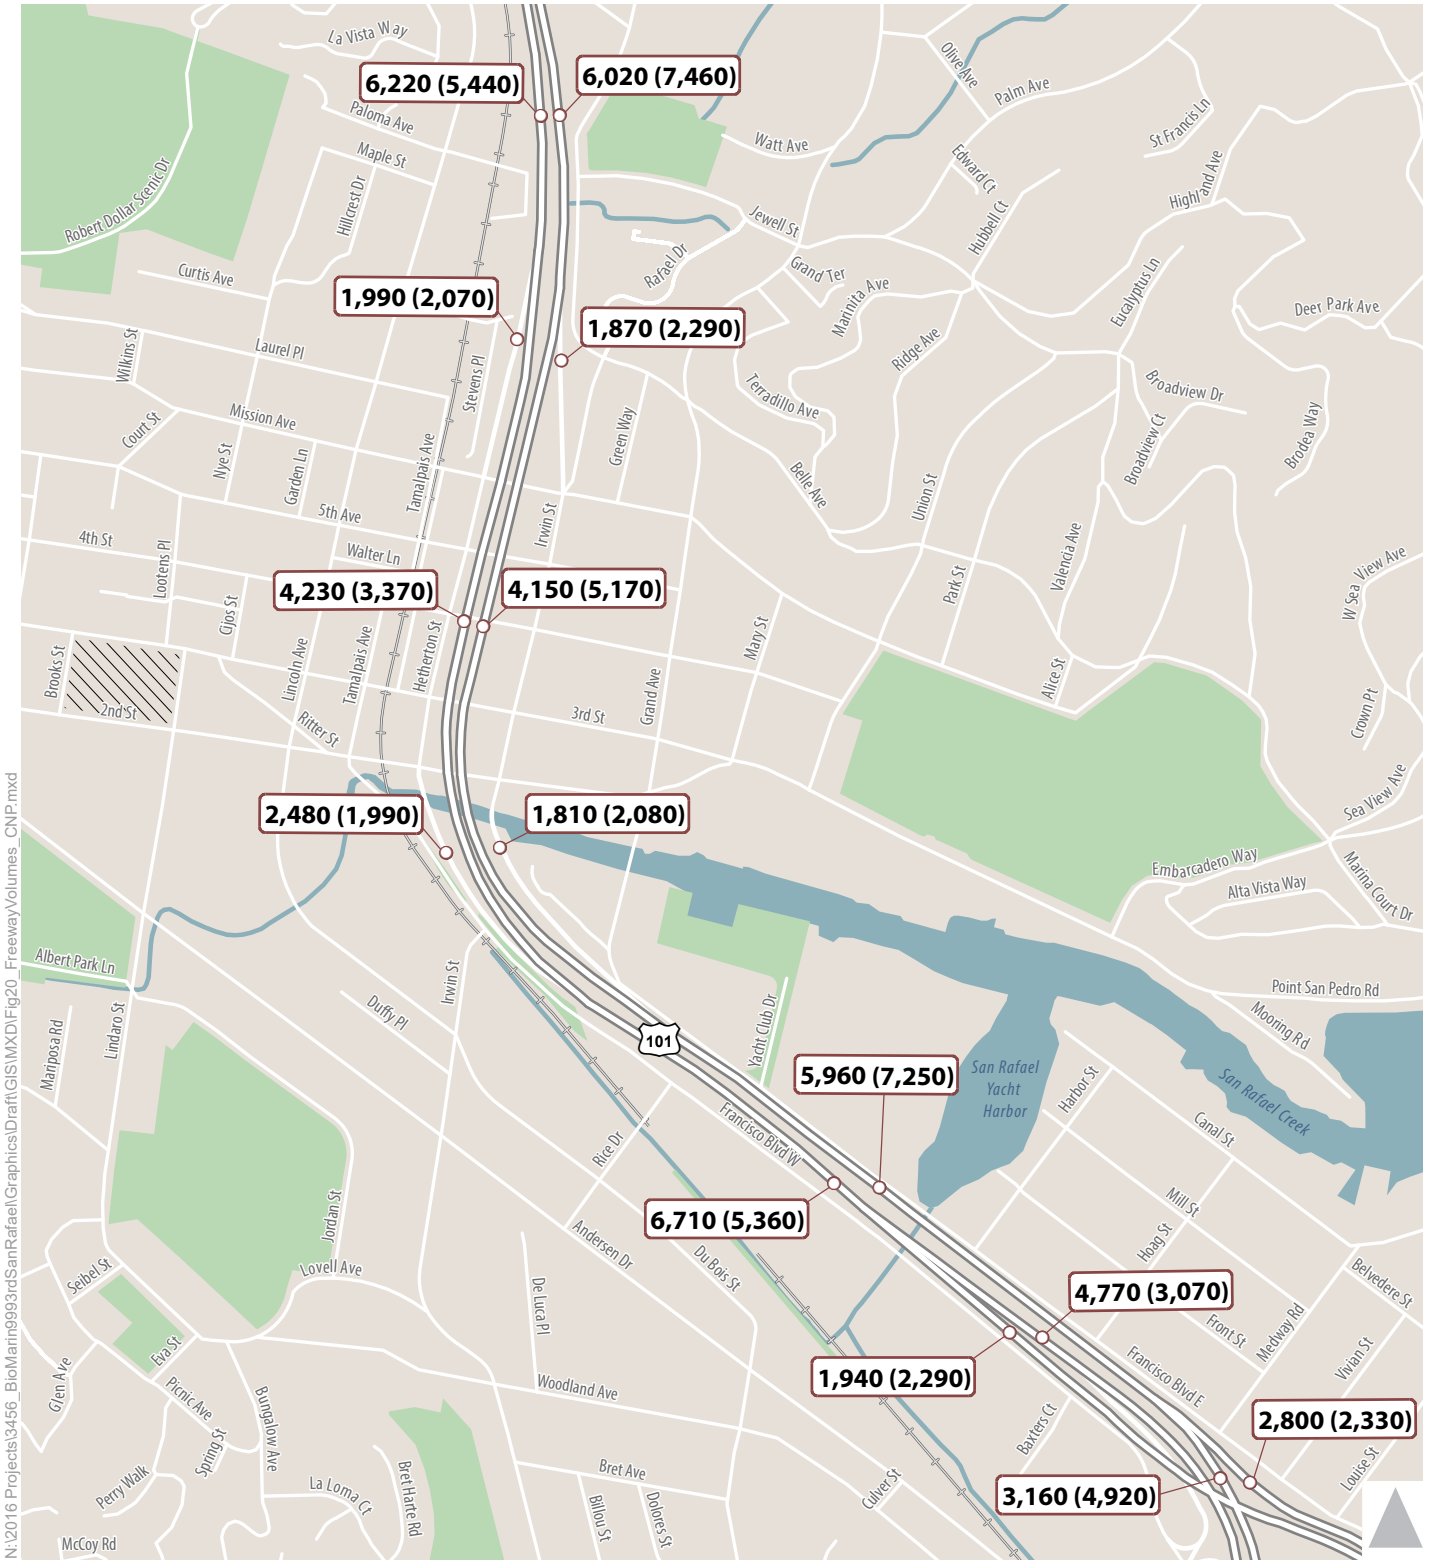 La Vista Way
6,220 (5,440)
6,020 (7,460)
Olive Ave
Palm Ave
Paloma Ave
St Francis Ln
Watt Ave
Maple St
Edward Ct
Highland Ave
Robert Dollar Scenic Dr
Hillcrest Dr
Jewell St
Hubbell Ct
Rafael Dr
Grand Ter
Curtis Ave
Marinita Ave
Eucalyptus Ln
1,990 (2,070)
1,870 (2,290)
Deer Park Ave
Wilkins St
Laurel Pl
Ridge Ave
Stevens Pl
Terradillo Ave
Broadview Dr
Mission Ave
Court St
Green Way
Broadview Ct
Brodea Way
Nye St
Garden Ln
Tamalpais Ave
Belle Ave
Union St
5th Ave
Irwin St
4th St
Walter Ln
Lootens Pl
Valencia Ave
W Sea View Ave
4,230 (3,370)
4,150 (5,170)
Park St
Cijos St
Mary St
Brooks St
Lincoln Ave
Tamalpais Ave
Hetherton St
Grand Ave
Alice St
2nd St
3rd St
Crown Pt
Ritter St
Sea View Ave
2,480 (1,990)
1,810 (2,080)
Embarcadero Way
Alta Vista Way
Marina Court Dr
Albert Park Ln
Irwin St
Point San Pedro Rd
Duffy Pl
Yacht Club Dr
Mooring Rd
Mariposa Rd
Lindaro St
101
5,960 (7,250)
San Rafael
Yacht
Harbor
Harbor St
San Rafael Creek
Francisco Blvd W
Canal St
Rice Dr
Mill St
Jordan St
6,710 (5,360)
Andersen Dr
Hoag St
Du Bois St
Seibel St
Lovell Ave
De Luca Pl
4,770 (3,070)
Belvedere St
Front St
Medway Rd
Eva St
Vivian St
Glen Ave
1,940 (2,290)
Francisco Blvd E
Picnic Ave
Woodland Ave
Bungalow Ave
2,800 (2,330)
Spring St
Baxters Ct
Perry Walk
La Loma Ct
Bret Harte Rd
Bret Ave
Culver St
Louise St
3,160 (4,920)
Billou St
Dolores St
McCoy Rd
N:\2016 Projects\3456_BioMarin9993rdSanRafael\Graphics\Draft\GIS\MXD\Fig20_FreewayVolumes_CNP.mxd